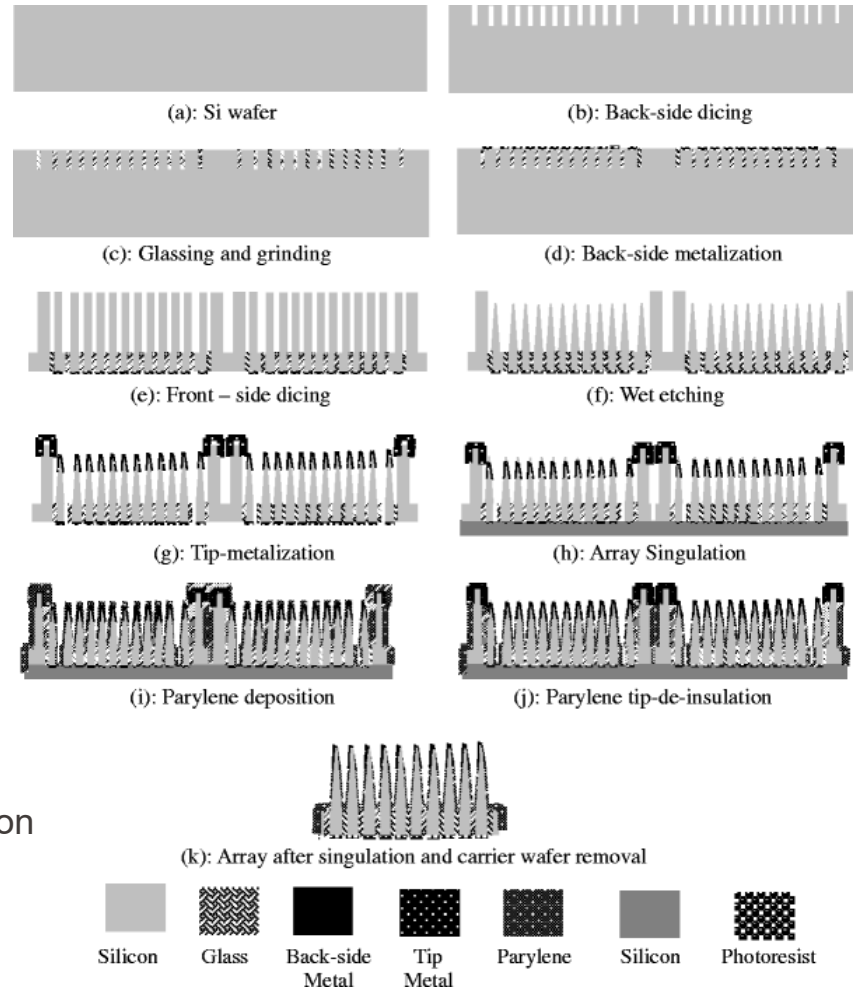 (a): Si wafer
(b): Back-side dicing
(c): Glassing and grinding
(d): Back-side metalization
(e): Front – side dicing
(f): Wet etching
(g): Tip-metalization
(h): Array Singulation
(i): Parylene deposition
(j): Parylene tip-de-insulation
on
(k): Array after singulation and carrier wafer removal
Silicon
Glass
Back-side
Metal
Tip
Metal
Parylene
Silicon
Photoresist